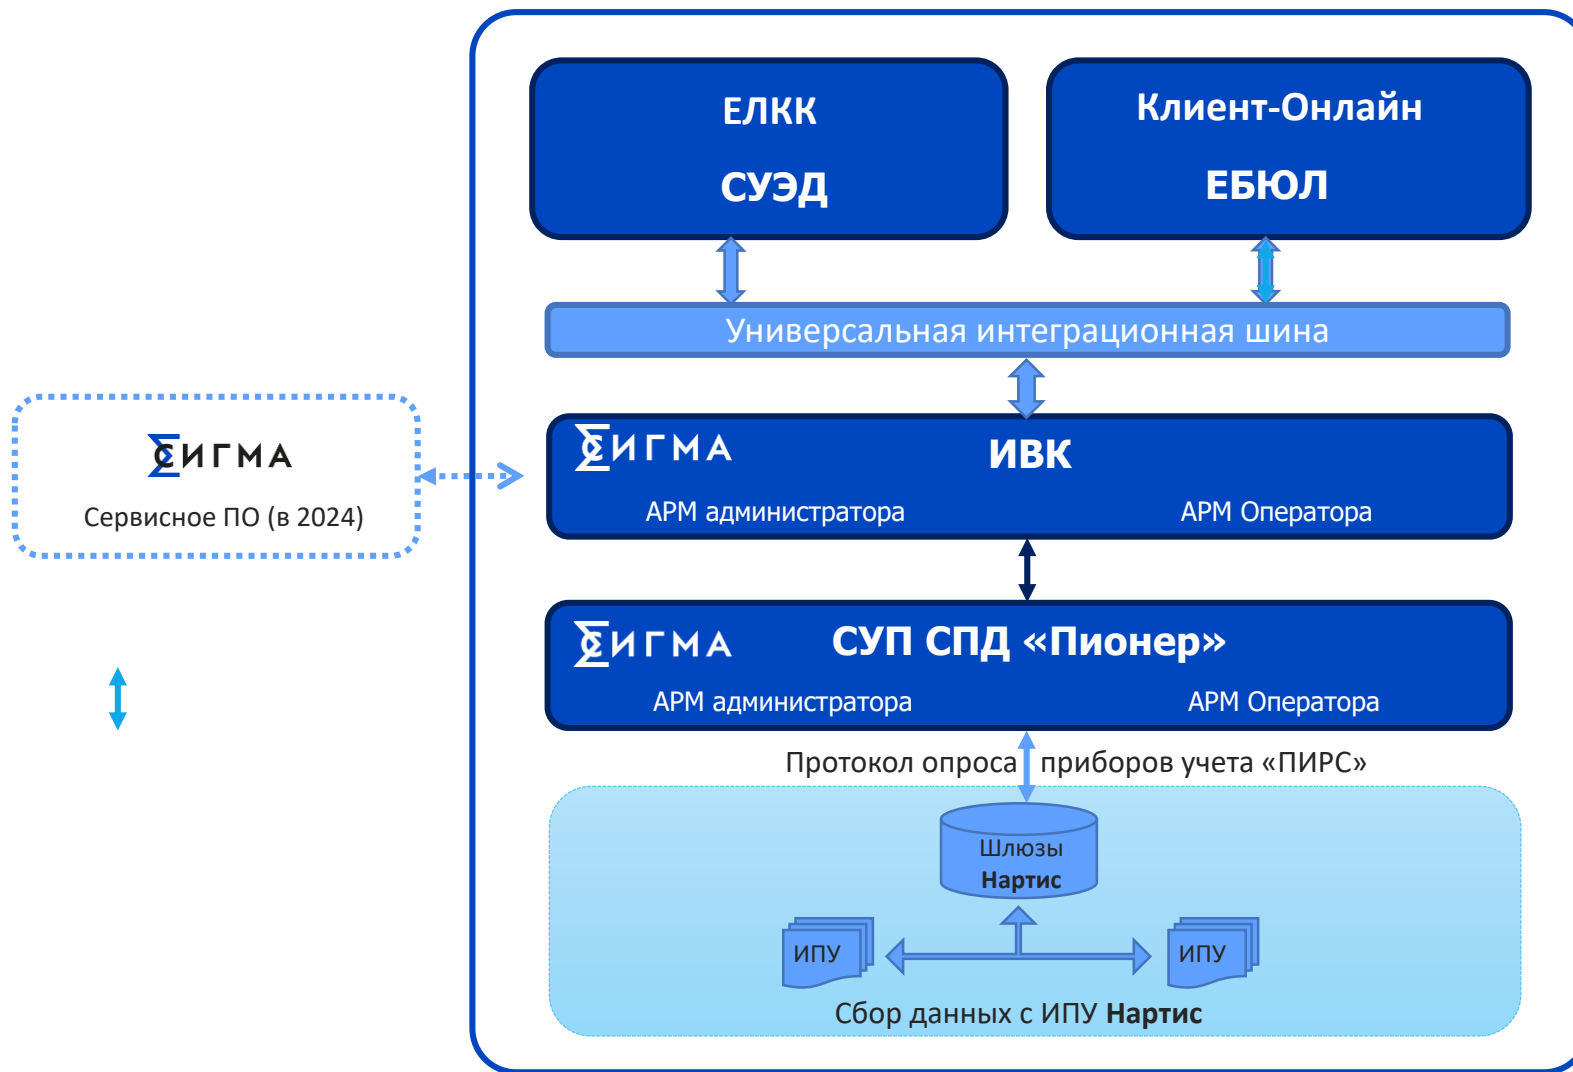 ЕЛКК
СУЭД
Клиент-Онлайн
ЕБЮЛ
Универсальная интеграционная шина
СИГМА
Сервисное ПО (в 2024)
СИГМА
ИВК
АРМ администратора
АРМ Оператора
СИГМА
СУП СПД «Пионер»
АРМ администратора
АРМ Оператора
Протокол опроса приборов учета «ПИРС»
Шлюзы
Нартис
ИПУ
ИПУ
Сбор данных с ИПУ Нартис